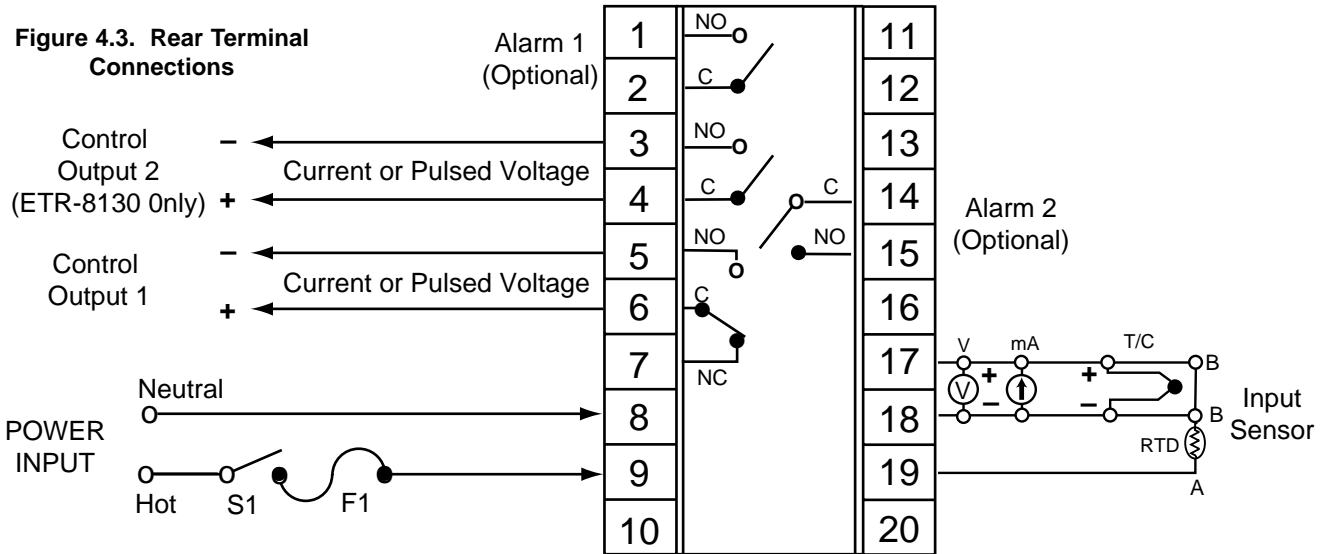 Figure 4.3. Rear Terminal
Connections
Alarm 1
(Optional)
Control
Output 2
(ETR-8130 0nly)
−
+
Current or Pulsed Voltage
Control
Output 1
−
+
Current or Pulsed Voltage
POWER
INPUT
Neutral
Hot
S1
F1
1
2
3
4
5
6
7
8
9
10
NO
C
NO
C
NO
C
NC
C
NO
11
12
13
14
15
16
17
18
19
20
Alarm 2
(Optional)
V
mA
T/C
B
V
+
−
+
−
B
RTD
A
Input
Sensor